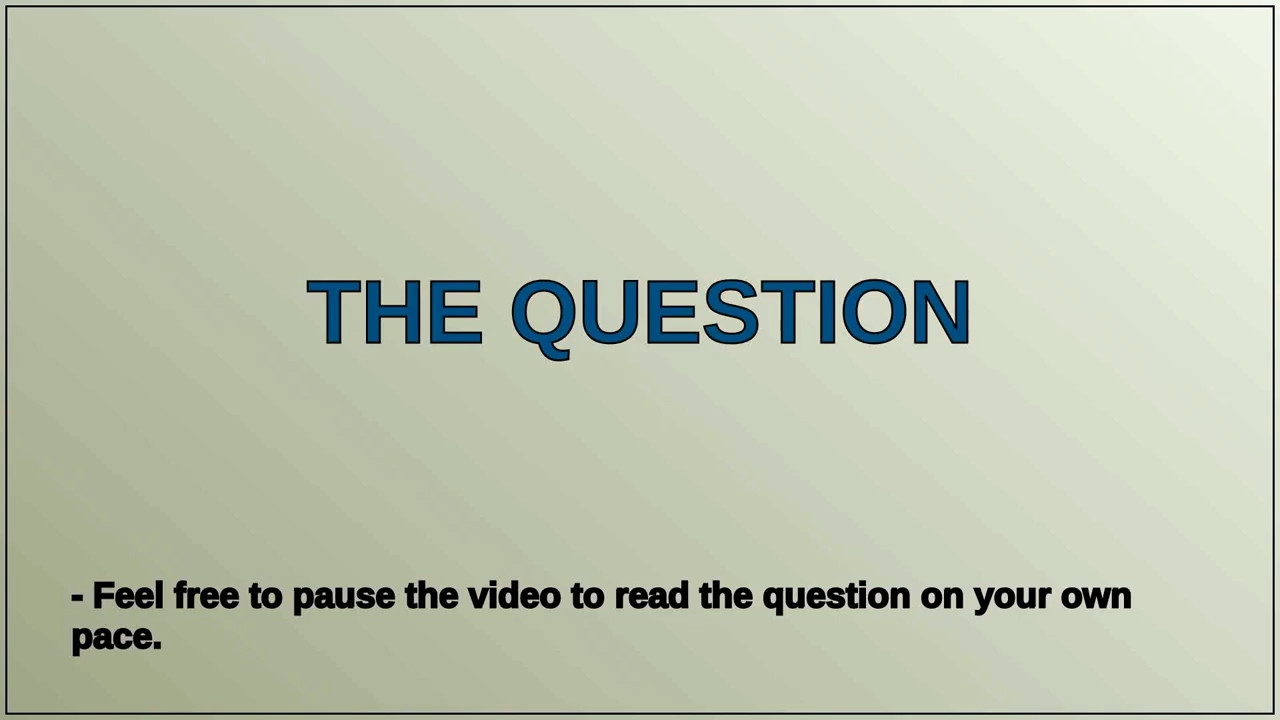 THE QUESTION
- Feel free to pause the video to read the question on your own
pace.